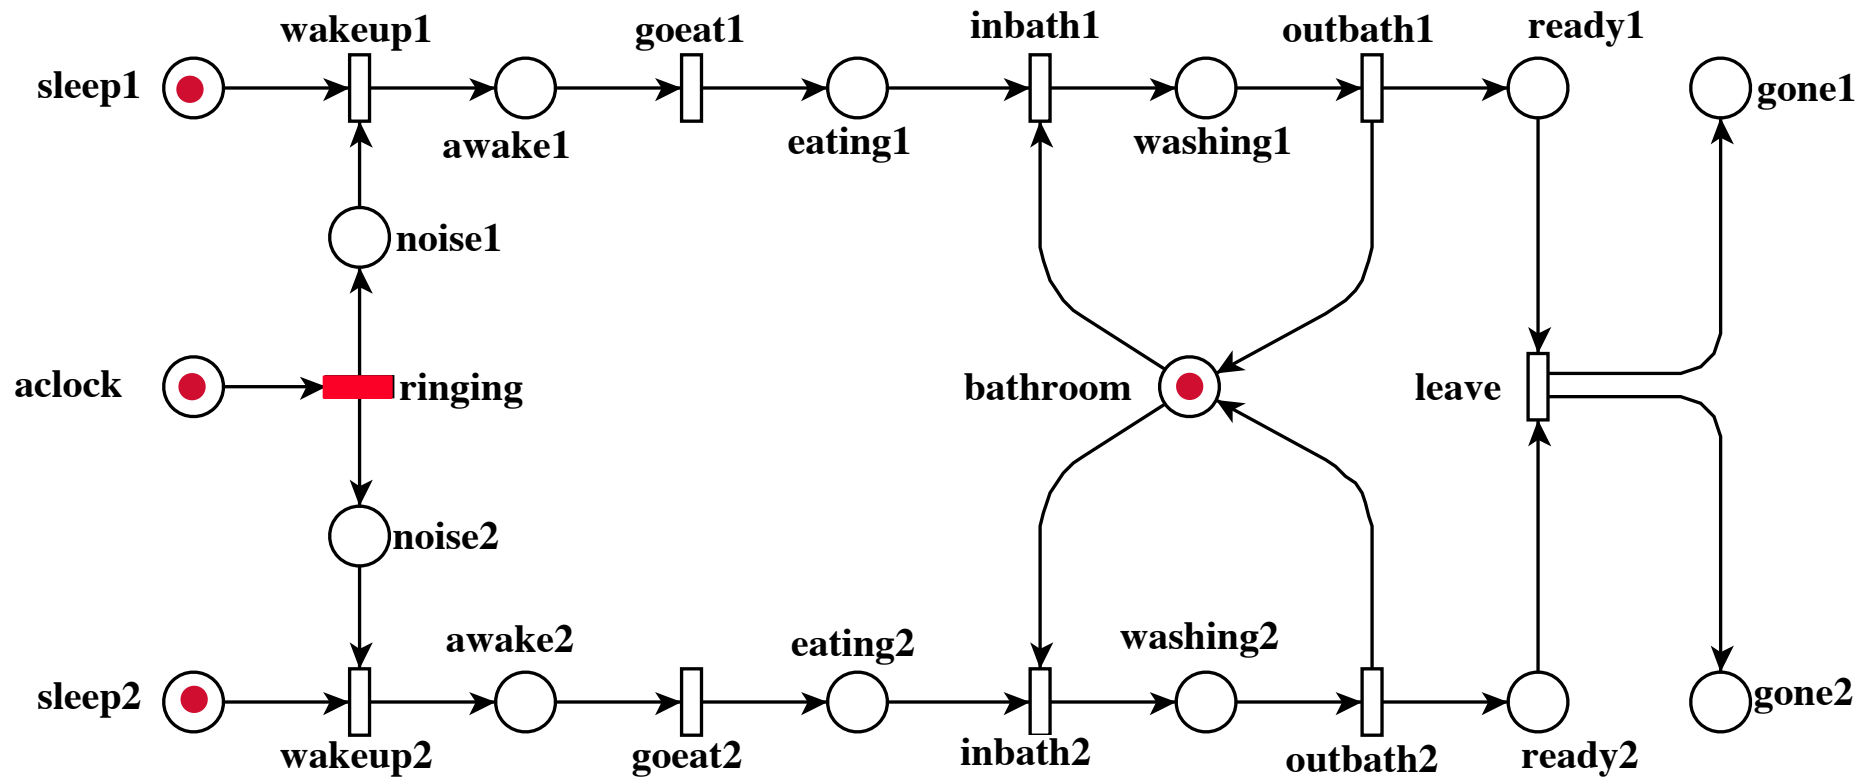 wakeup1
goeat1
inbath1
outbath1
ready1
sleep1
gone1
awake1
eating1
washing1
noise1
aclock
ringing
bathroom
leave
noise2
awake2
eating2
washing2
sleep2
gone2
wakeup2
goeat2
inbath2
outbath2
ready2